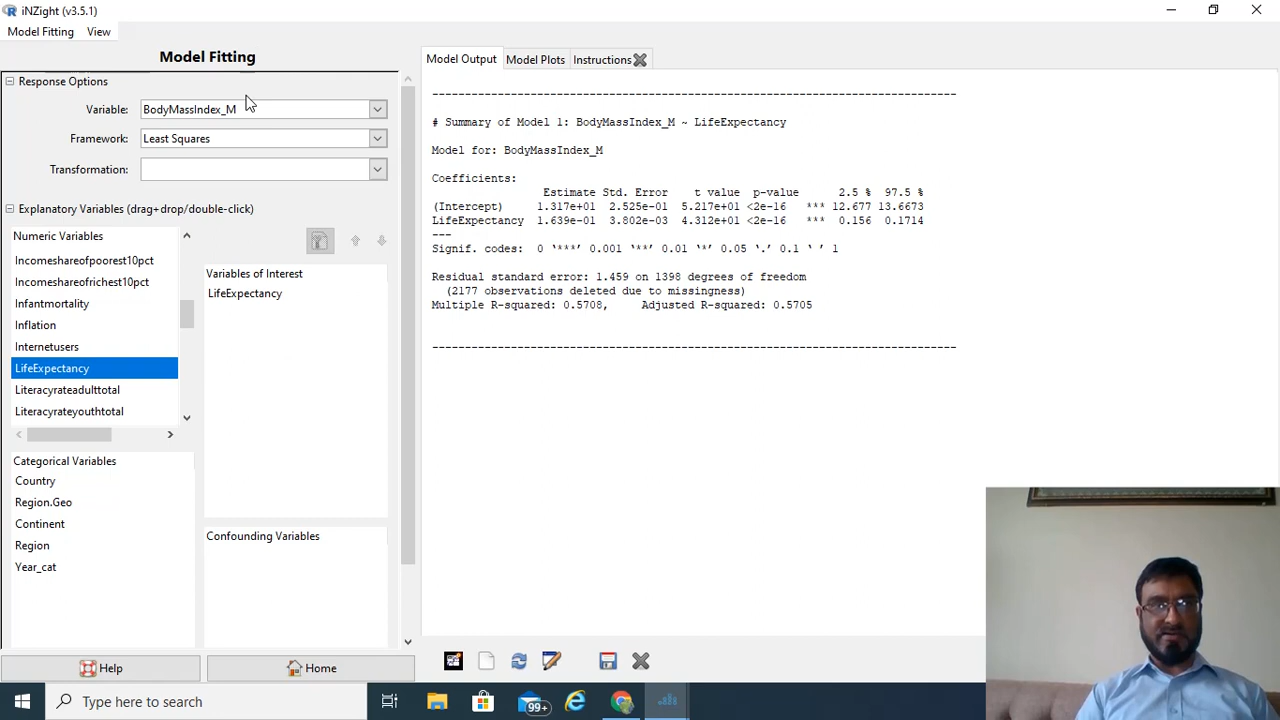 iNZight (v3.5.1)
Model Fitting View
Model Fitting
Response Options
Variable: BodyMassIndex_M
Framework: Least Squares
Transformation:
Explanatory Variables (drag+drop/double-click)
Numeric Variables
Incomeshareofpoorest10pct
Incomeshareofrichest10pct
Infantmortality
Inflation
Internetusers
LifeExpectancy
Literacyrateadulttotal
Literacyrateyouthtotal
Variables of Interest
LifeExpectancy
Categorical Variables
Country
Region.Geo
Continent
Region
Year_cat
Confounding Variables
Help
Home
Model Output Model Plots Instructions
--------------------------------------------------------------------------------
# Summary of Model 1: BodyMassIndex_M ~ LifeExpectancy
Model for: BodyMassIndex_M
Coefficients:
Estimate Std. Error t value p-value 2.5 % 97.5 %
(Intercept) 1.317e+01 2.525e-01 5.217e+01 <2e-16 *** 12.677 13.6673
LifeExpectancy 1.639e-01 3.802e-03 4.312e+01 <2e-16 *** 0.156 0.1714
---
Signif. codes: 0 ‘***’ 0.001 ‘**’ 0.01 ‘*’ 0.05 ‘.’ 0.1 ‘ ’ 1
Residual standard error: 1.459 on 1398 degrees of freedom
(2177 observations deleted due to missingness)
Multiple R-squared: 0.5708, Adjusted R-squared: 0.5705
--------------------------------------------------------------------------------
Type here to search
99+